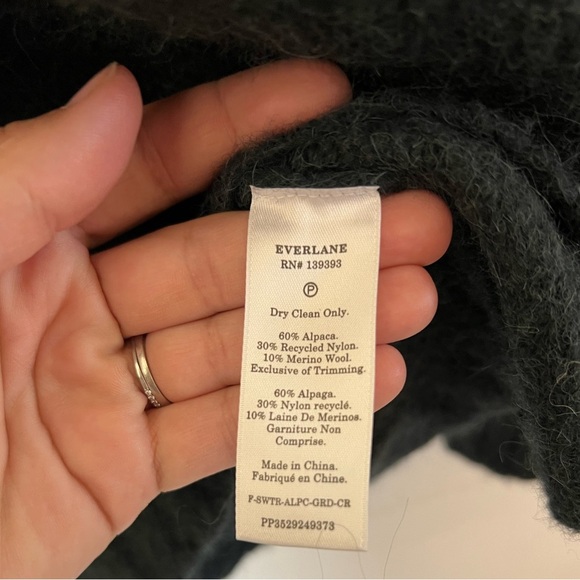 EVERLANE
RN# 139393
P
Dry Clean Only.
60% Alpaca.
30% Recycled Nylon.
10% Merino Wool.
Exclusive of Trimming.
60% Alpaga.
30% Nylon recyclé.
10% Laine De Merinos.
Garniture Non
Comprise.
Made in China.
Fabriqué en Chine.
F-SWTR-ALPC-GRD-CR
PP3529249373